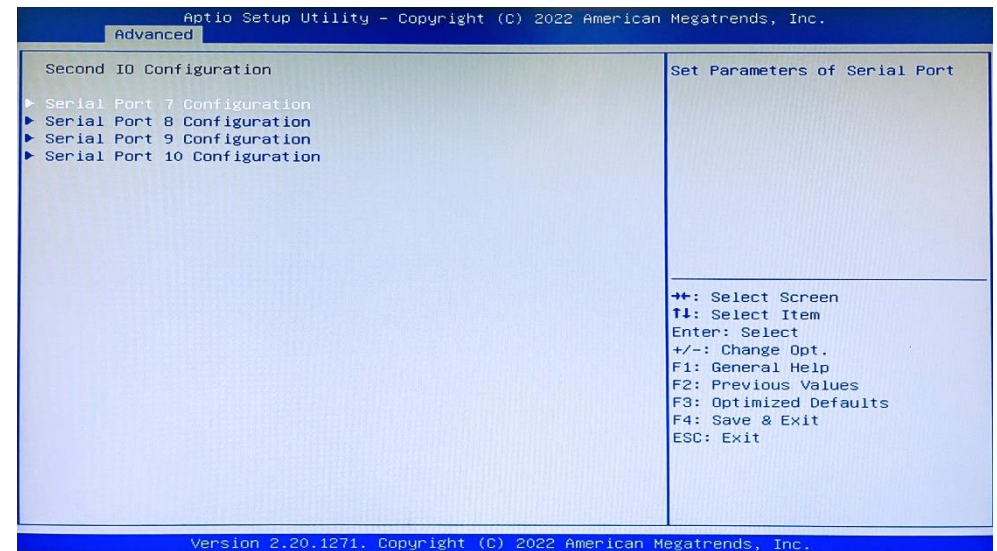 Aptio Setup Utility – Copyright (C) 2022 American Megatrends, Inc.
Advanced
Second IO Configuration
▶ Serial Port 7 Configuration
▶ Serial Port 8 Configuration
▶ Serial Port 9 Configuration
▶ Serial Port 10 Configuration
Set Parameters of Serial Port
→←: Select Screen
↑↓: Select Item
Enter: Select
+/-: Change Opt.
F1: General Help
F2: Previous Values
F3: Optimized Defaults
F4: Save & Exit
ESC: Exit
Version 2.20.1271. Copyright (C) 2022 American Megatrends, Inc.